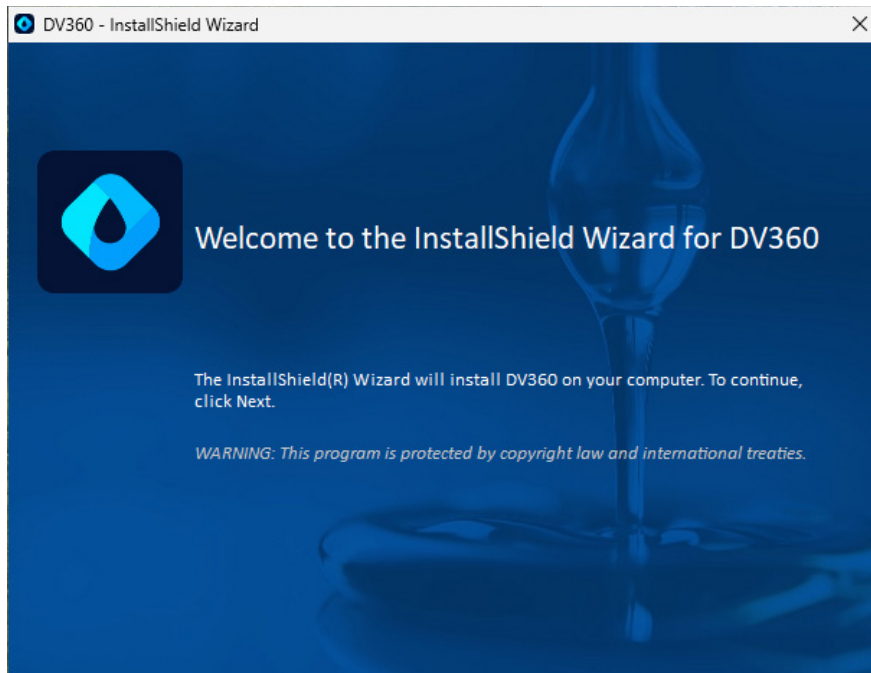 DV360 - InstallShield Wizard
Welcome to the InstallShield Wizard for DV360
The InstallShield(R) Wizard will install DV360 on your computer. To continue,
click Next.
WARNING: This program is protected by copyright law and international treaties.